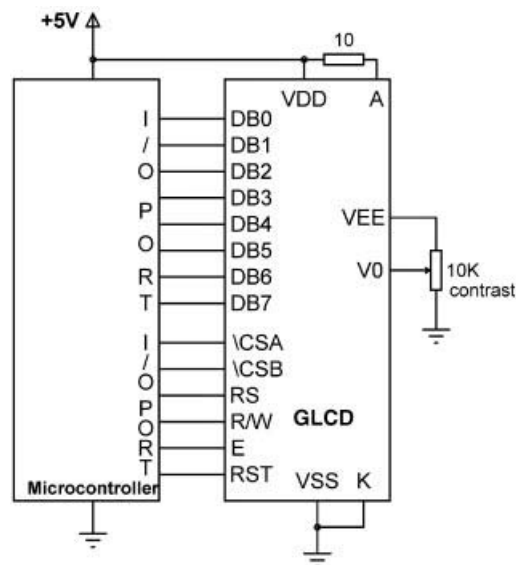 +5V
10
VDD A
I DB0
/ DB1
O DB2
DB3
P DB4
O DB5
R DB6
T DB7
VEE
V0
10K
contrast
I \CSA
/ \CSB
O RS
P R/W
O
R E
T RST
GLCD
Microcontroller
VSS K